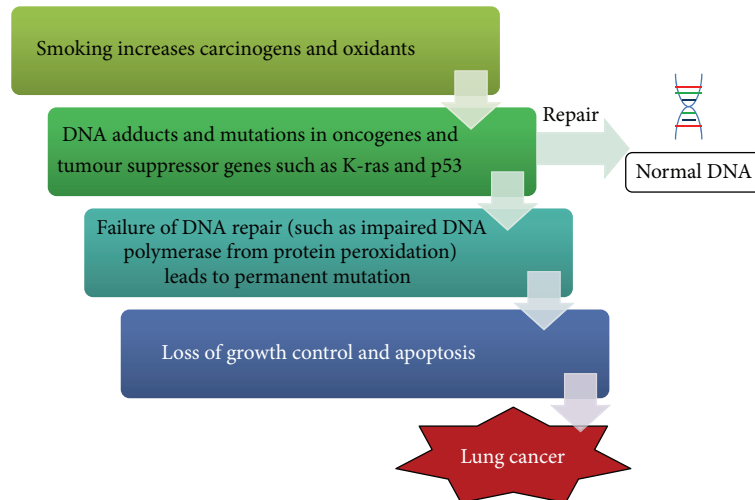 Smoking increases carcinogens and oxidants
DNA adducts and mutations in oncogenes and
tumour suppressor genes such as K-ras and p53
Repair
Normal DNA
Failure of DNA repair (such as impaired DNA
polymerase from protein peroxidation)
leads to permanent mutation
Loss of growth control and apoptosis
Lung cancer